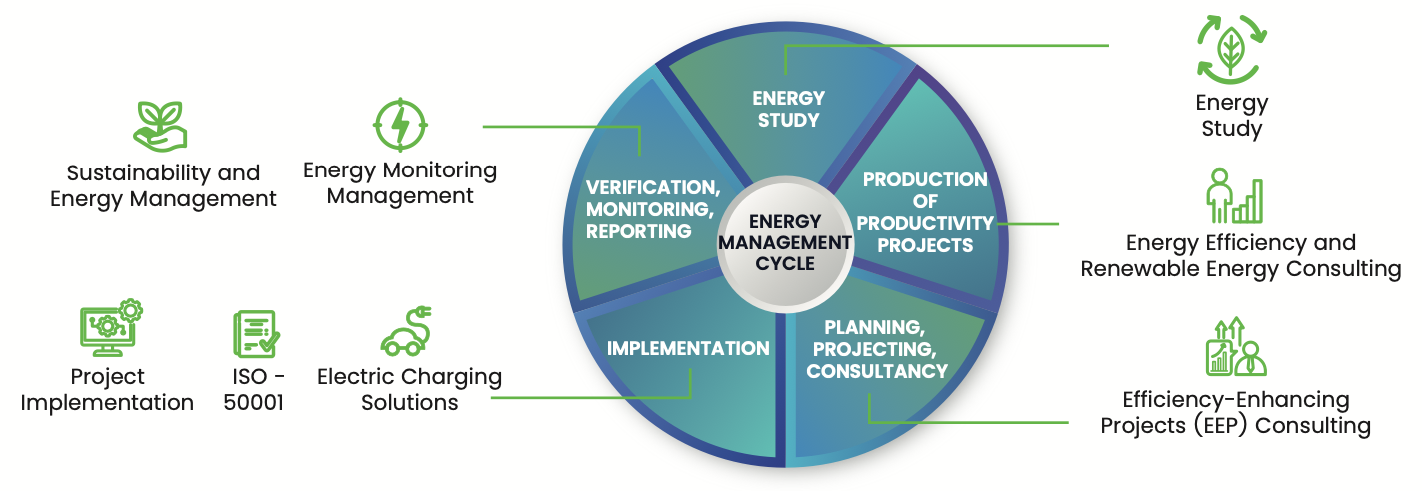 ENERGY
STUDY
PRODUCTION
OF
PRODUCTIVITY
PROJECTS
PLANNING,
PROJECTING,
CONSULTANCY
IMPLEMENTATION
VERIFICATION,
MONITORING,
REPORTING
ENERGY
MANAGEMENT
CYCLE
Energy
Study
Energy Efficiency and
Renewable Energy Consulting
Efficiency-Enhancing
Projects (EEP) Consulting
Sustainability and
Energy Management
Energy Monitoring
Management
Project
Implementation
ISO -
50001
Electric Charging
Solutions